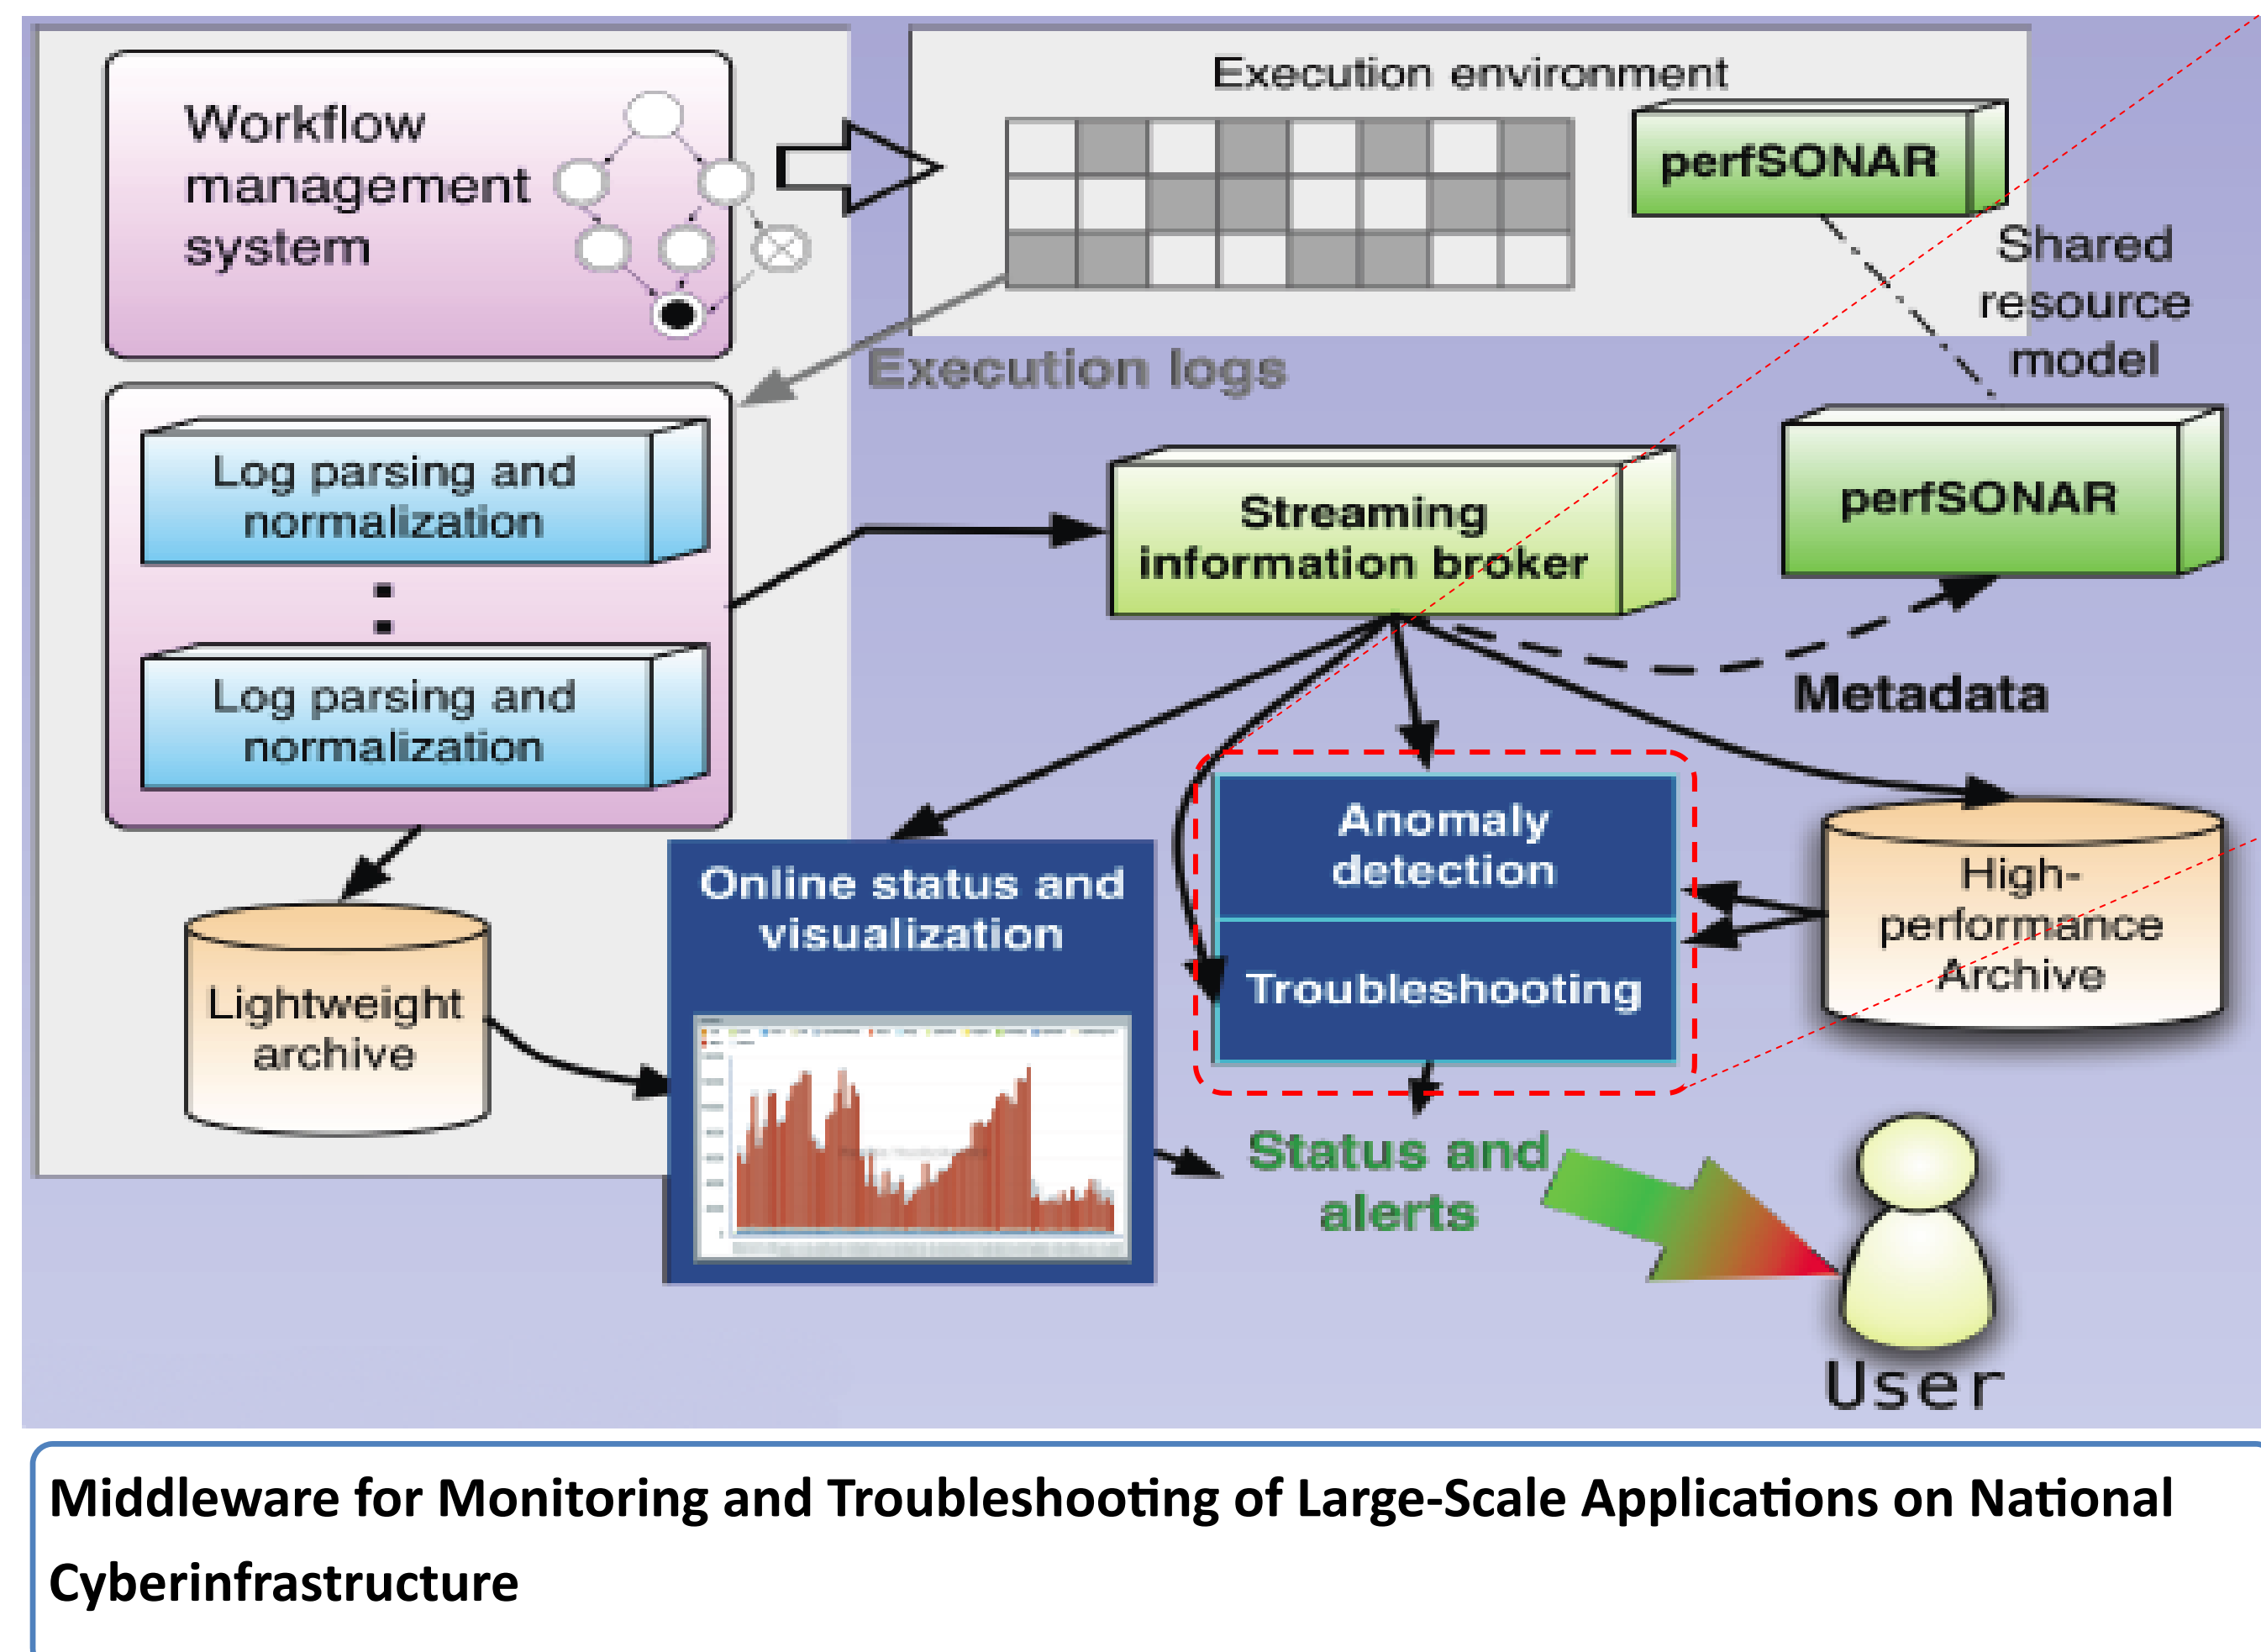 Workflow
management
system
Execution environment
perfSONAR
Shared
resource
model
Execution logs
Log parsing and
normalization
Log parsing and
normalization
Streaming
information broker
perfSONAR
Metadata
Anomaly
detection
Troubleshooting
High-
performance
Archive
Online status and
visualization
Lightweight
archive
Status and
alerts
User
Middleware for Monitoring and Troubleshooting of Large-Scale Applications on National
Cyberinfrastructure